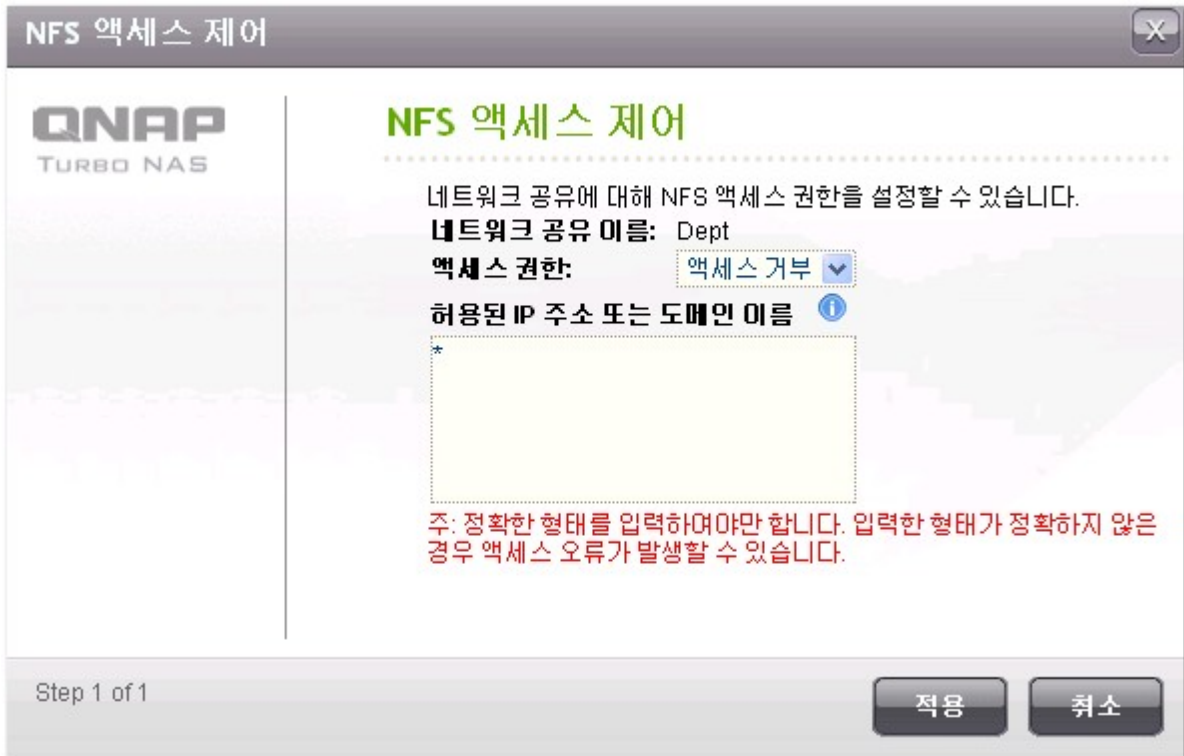 NFS 액세스 제어
X
QNAP
TURBO NAS
NFS 액세스 제어
네트워크 공유에 대해 NFS 액세스 권한을 설정할 수 있습니다.
네트워크 공유 이름: Dept
액세스 권한: 액세스 거부
허용된 IP 주소 또는 도메인 이름 i
*
주: 정확한 형태를 입력하여야만 합니다. 입력한 형태가 정확하지 않은
경우 액세스 오류가 발생할 수 있습니다.
Step 1 of 1
적용 취소